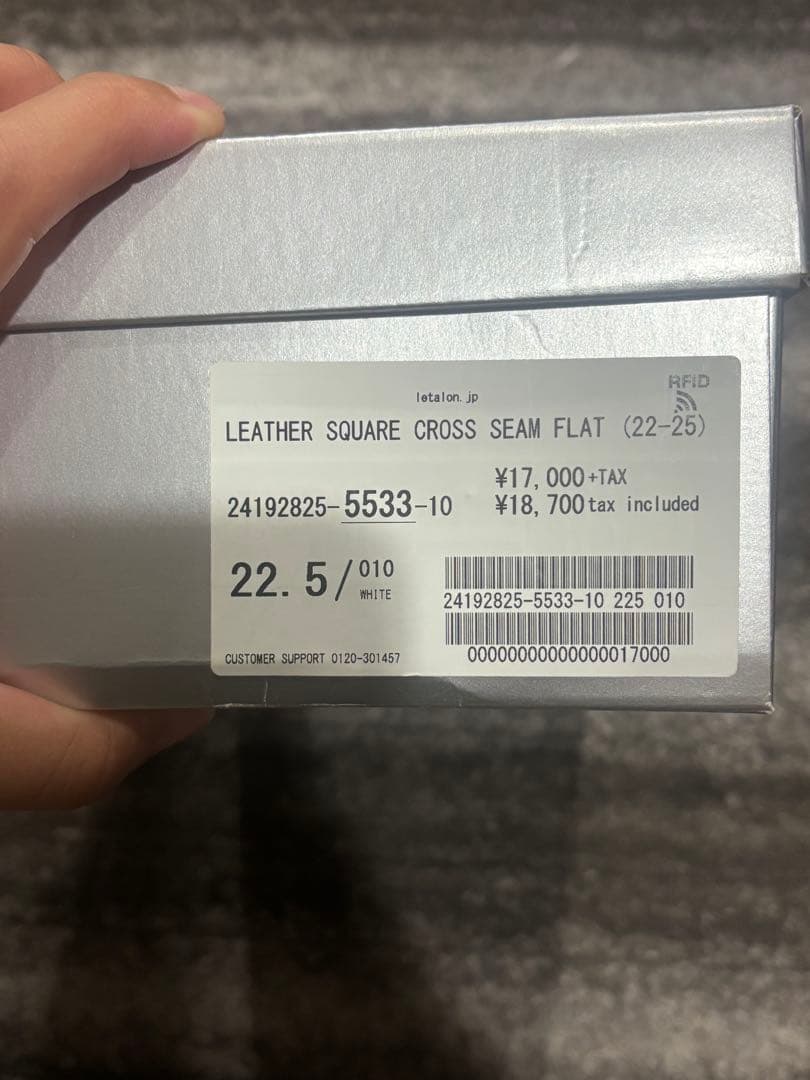 RFID
letalon.jp
LEATHER SQUARE CROSS SEAM FLAT (22-25)
¥17,000+TAX
24192825-5533-10 ¥18,700 tax included
22.5/010
WHITE
24192825-5533-10 225 010
00000000000000017000
CUSTOMER SUPPORT 0120-301457